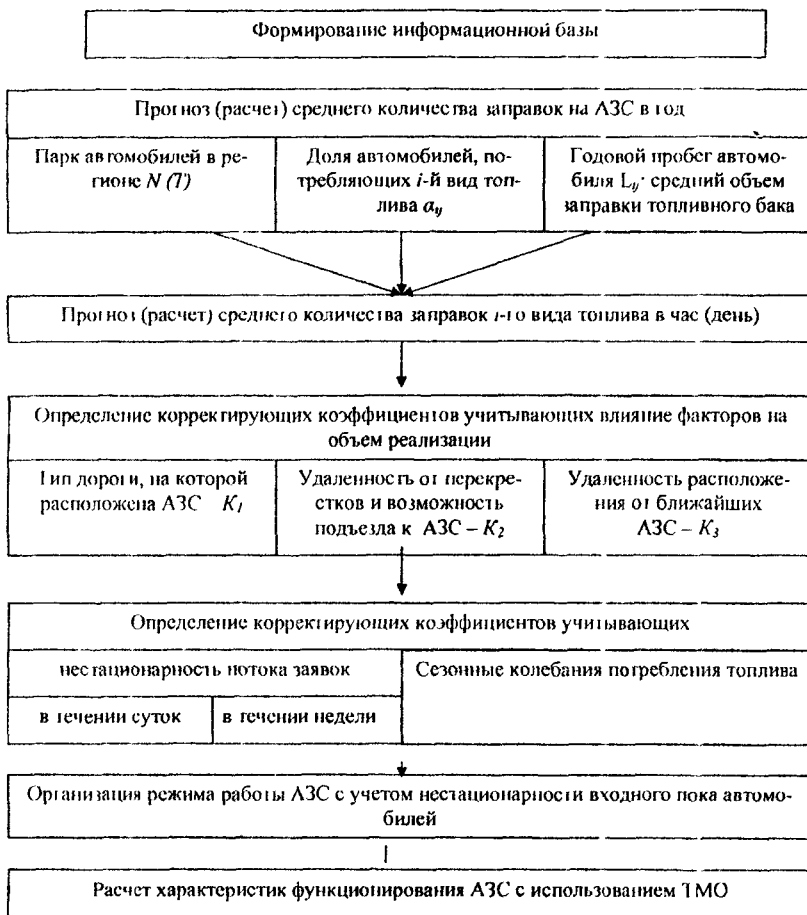 Формирование информационной базы
Прогноз (расчет) среднего количества заправок на АЗС в год
Парк автомобилей в ре-
гионе N (T)
Доля автомобилей, по-
требляющих i-й вид топ-
лива a_ij
Годовой пробег автомо-
биля L_ij, средний объем
заправки топливного бака
Прогноз (расчет) среднего количества заправок i-го вида топлива в час (день)
Определение корректирующих коэффициентов учитывающих влияние факторов на
объем реализации
Тип дороги, на которой
расположена АЗС K₁
Удаленность от перекре-
стков и возможность
подъезда к АЗС – K₂
Удаленность расположе-
ния от ближайших
АЗС – K₃
Определение корректирующих коэффициентов учитывающих
нестационарность потока заявок
Сезонные колебания потребления топлива
в течении суток
в течении недели
Организация режима работы АЗС с учетом нестационарности входного пока автомо-
билей
Расчет характеристик функционирования АЗС с использованием ТМО